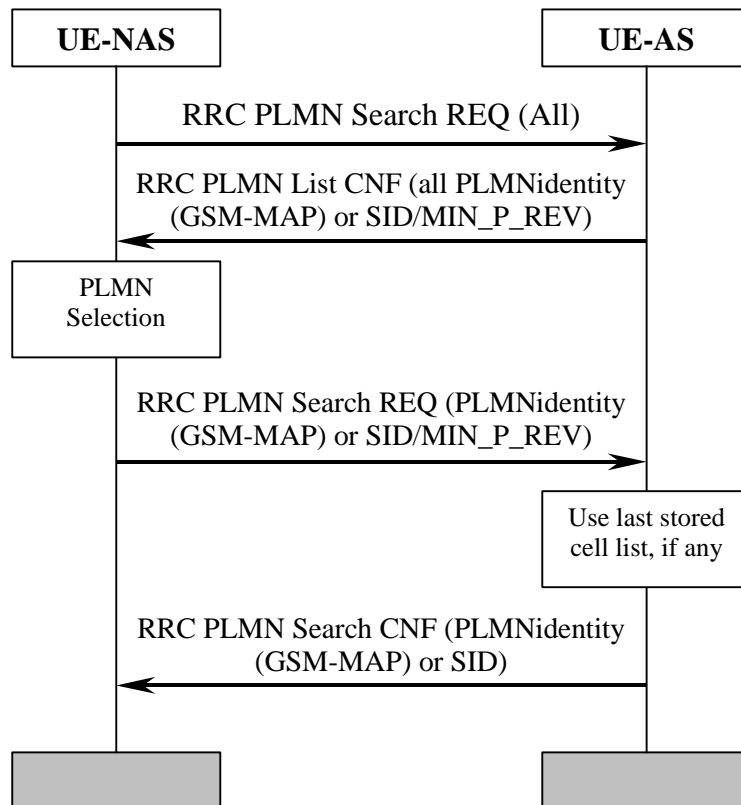 UE-NAS
UE-AS
RRC PLMN Search REQ (All)
RRC PLMN List CNF (all PLMNidentity
(GSM-MAP) or SID/MIN_P_REV)
PLMN
Selection
RRC PLMN Search REQ (PLMNidentity
(GSM-MAP) or SID/MIN_P_REV)
Use last stored
cell list, if any
RRC PLMN Search CNF (PLMNidentity
(GSM-MAP) or SID)